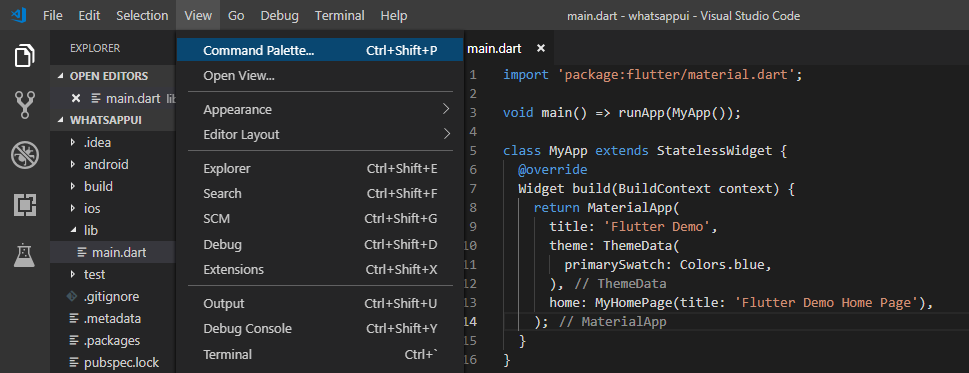 File Edit Selection View Go Debug Terminal Help main.dart - whatsappui - Visual Studio Code
EXPLORER
OPEN EDITORS
main.dart lib
WHATSAPPUI
.idea
android
build
ios
lib
main.dart
test
.gitignore
.metadata
.packages
pubspec.lock
Command Palette... Ctrl+Shift+P
Open View...
Appearance
Editor Layout
Explorer Ctrl+Shift+E
Search Ctrl+Shift+F
SCM Ctrl+Shift+G
Debug Ctrl+Shift+D
Extensions Ctrl+Shift+X
Output Ctrl+Shift+U
Debug Console Ctrl+Shift+Y
Terminal Ctrl+`
main.dart
1 import 'package:flutter/material.dart';
2
3 void main() => runApp(MyApp());
4
5 class MyApp extends StatelessWidget {
6 @override
7 Widget build(BuildContext context) {
8 return MaterialApp(
9 title: 'Flutter Demo',
10 theme: ThemeData(
11 primarySwatch: Colors.blue,
12 ), // ThemeData
13 home: MyHomePage(title: 'Flutter Demo Home Page'),
14 ); // MaterialApp
15 }
16 }